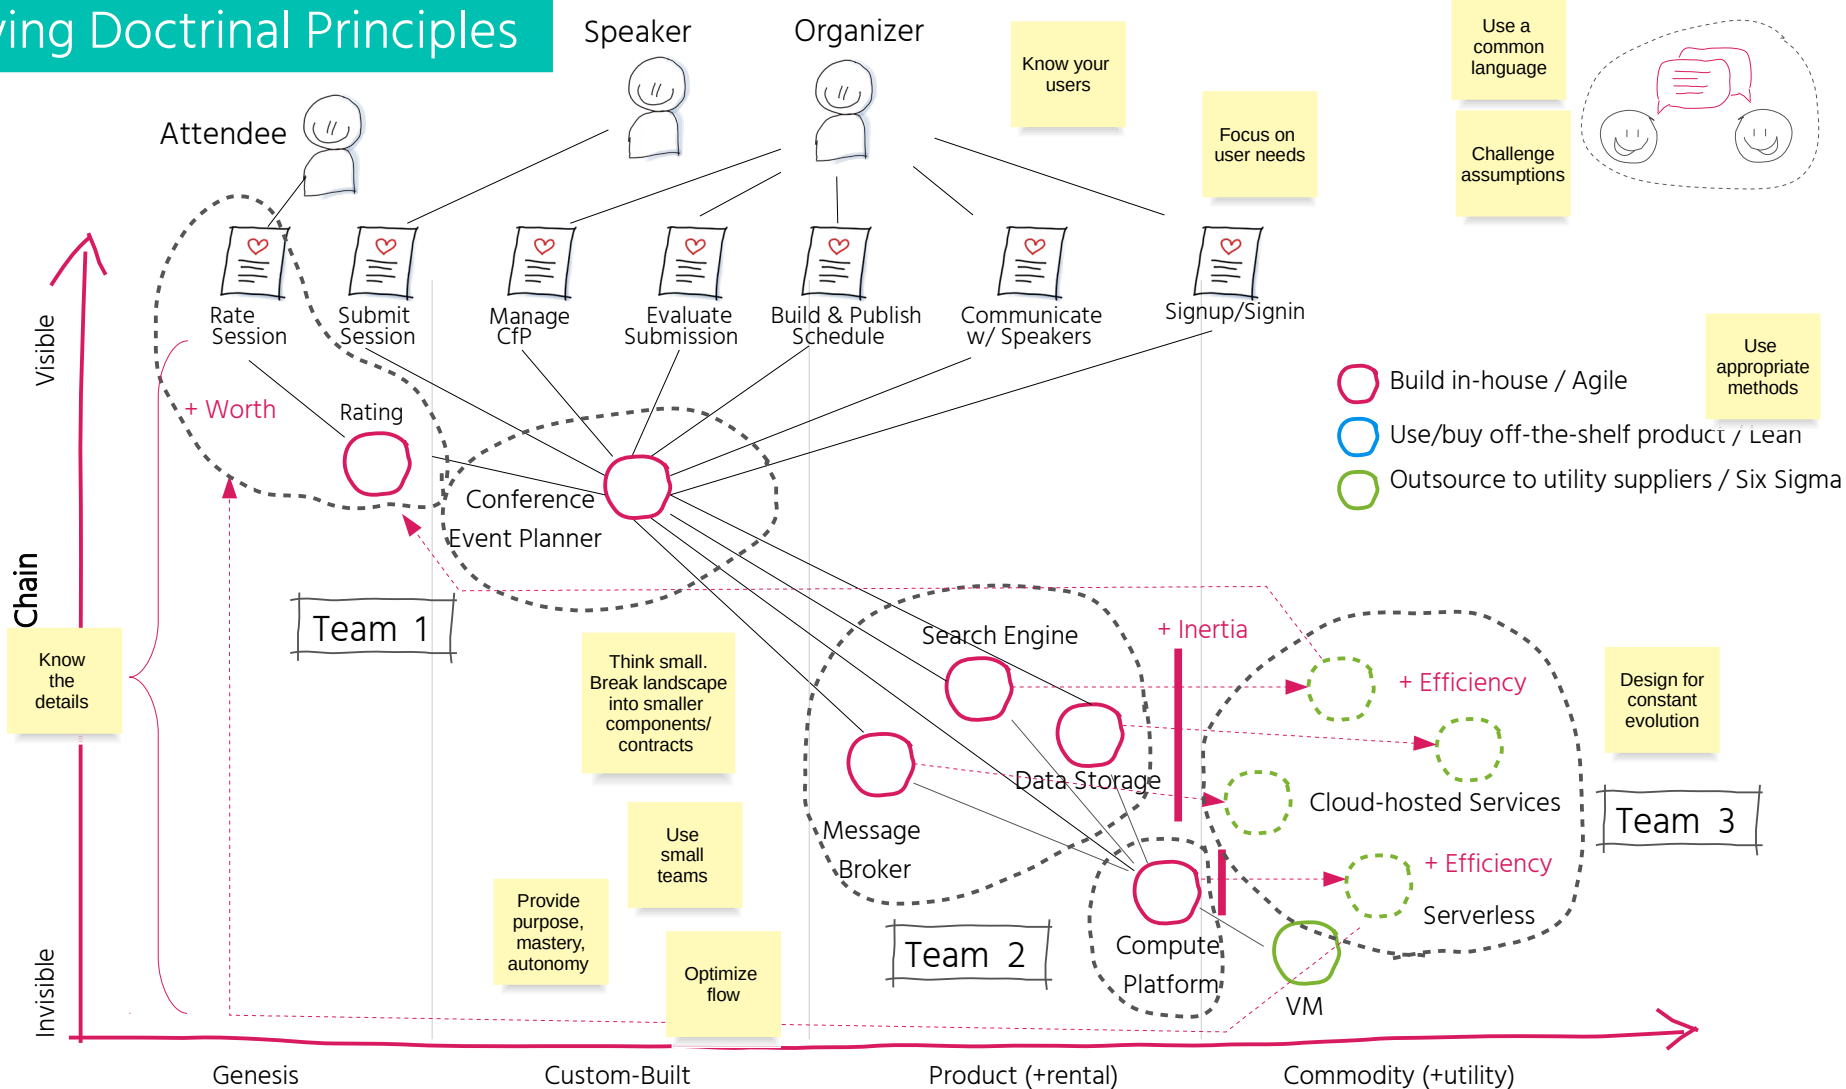 ving Doctrinal Principles
Speaker
Organizer
Attendee
Know your
users
Focus on
user needs
Use a
common
language
Challenge
assumptions
Rate
Session
Submit
Session
Manage
CfP
Evaluate
Submission
Build & Publish
Schedule
Communicate
w/ Speakers
Signup/Signin
Visible
+ Worth
Rating
Build in-house / Agile
Use/buy off-the-shelf product / Lean
Outsource to utility suppliers / Six Sigma
Use
appropriate
methods
Conference
Event Planner
Chain
Know
the
details
Team 1
Think small.
Break landscape
into smaller
components/
contracts
Search Engine
+ Inertia
+ Efficiency
Design for
constant
evolution
Data Storage
Cloud-hosted Services
Team 3
Message
Broker
Use
small
teams
+ Efficiency
Serverless
Provide
purpose,
mastery,
autonomy
Team 2
Compute
Platform
Optimize
flow
VM
Invisible
Genesis
Custom-Built
Product (+rental)
Commodity (+utility)